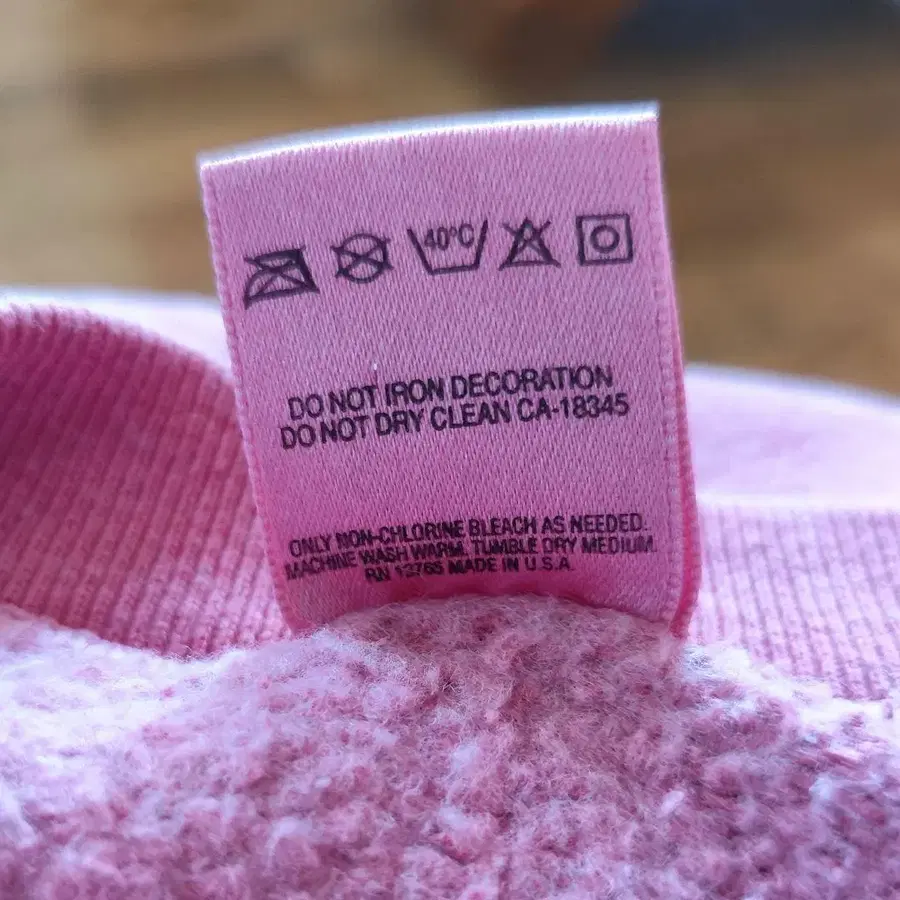 40°C
DO NOT IRON DECORATION
DO NOT DRY CLEAN CA-18345
ONLY NON-CHLORINE BLEACH AS NEEDED.
MACHINE WASH WARM. TUMBLE DRY MEDIUM.
RN 13765 MADE IN U.S.A.